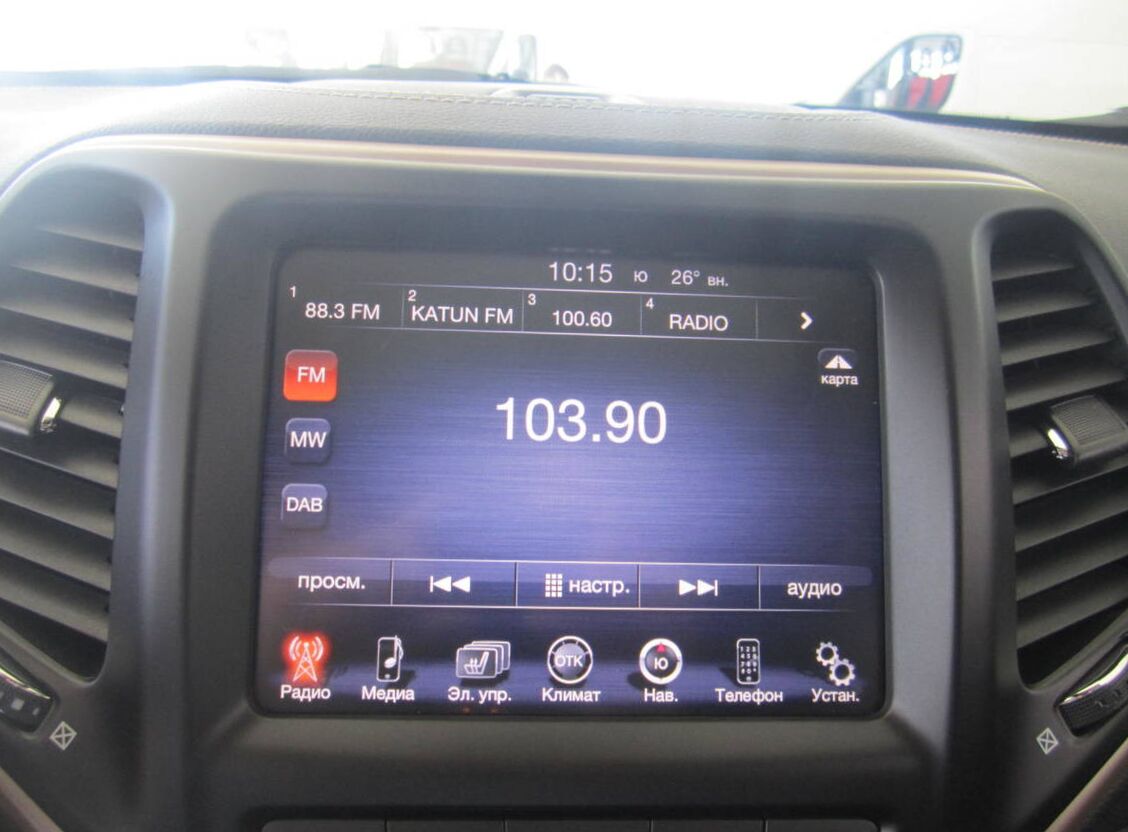 10:15 ю 26° вн.
1 88.3 FM 2 KATUN FM 3 100.60 4 RADIO
FM
карта
103.90
MW
DAB
просм. настр. аудио
ОТК Ю
Радио Медиа Эл. упр. Климат Нав. Телефон Устан.